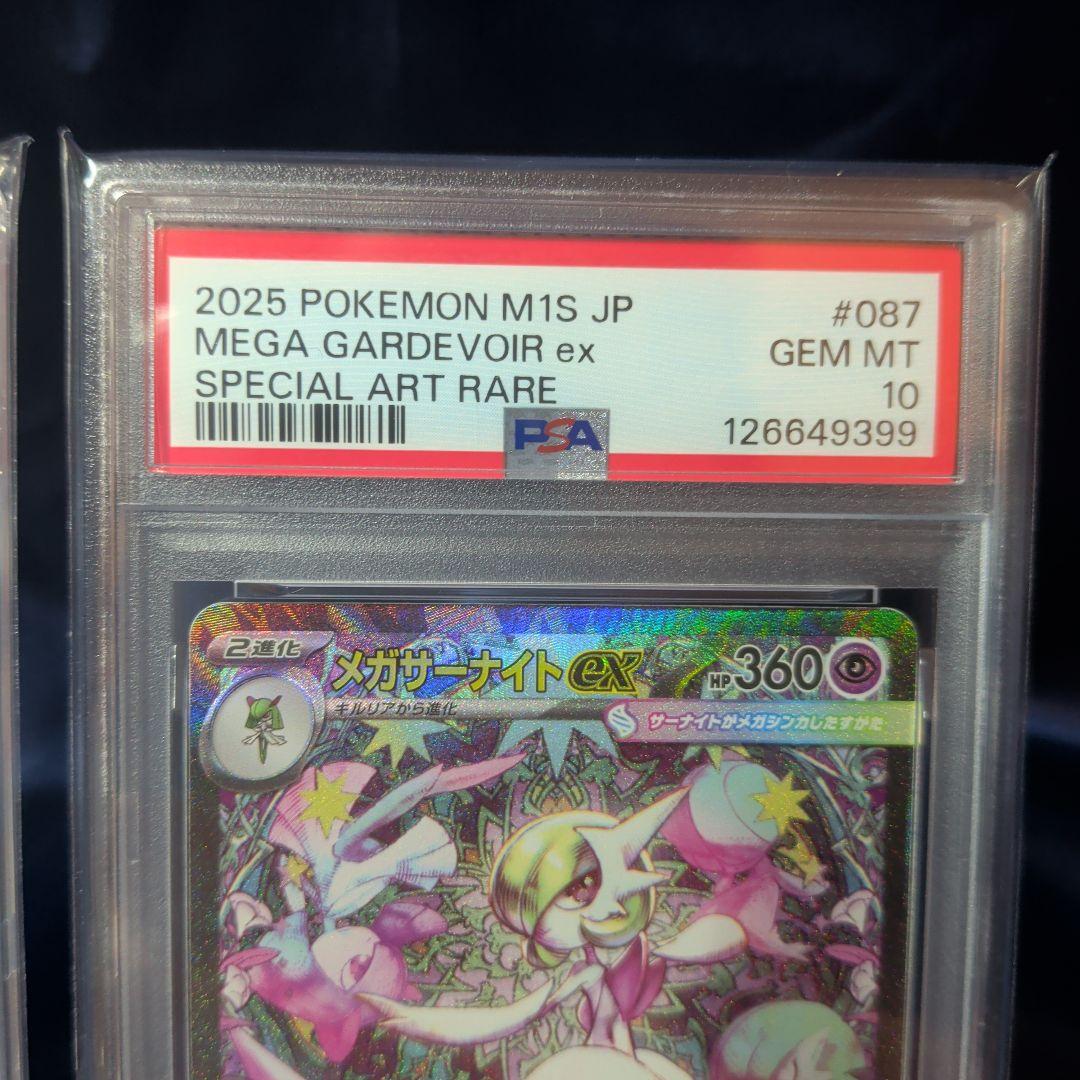 2025 POKEMON M1S JP #087
MEGA GARDEVOIR ex GEM MT
SPECIAL ART RARE 10
PSA 126649399
2進化
メガサーナイトex HP360
キルリアから進化
サーナイトがメガシンカしたすがた